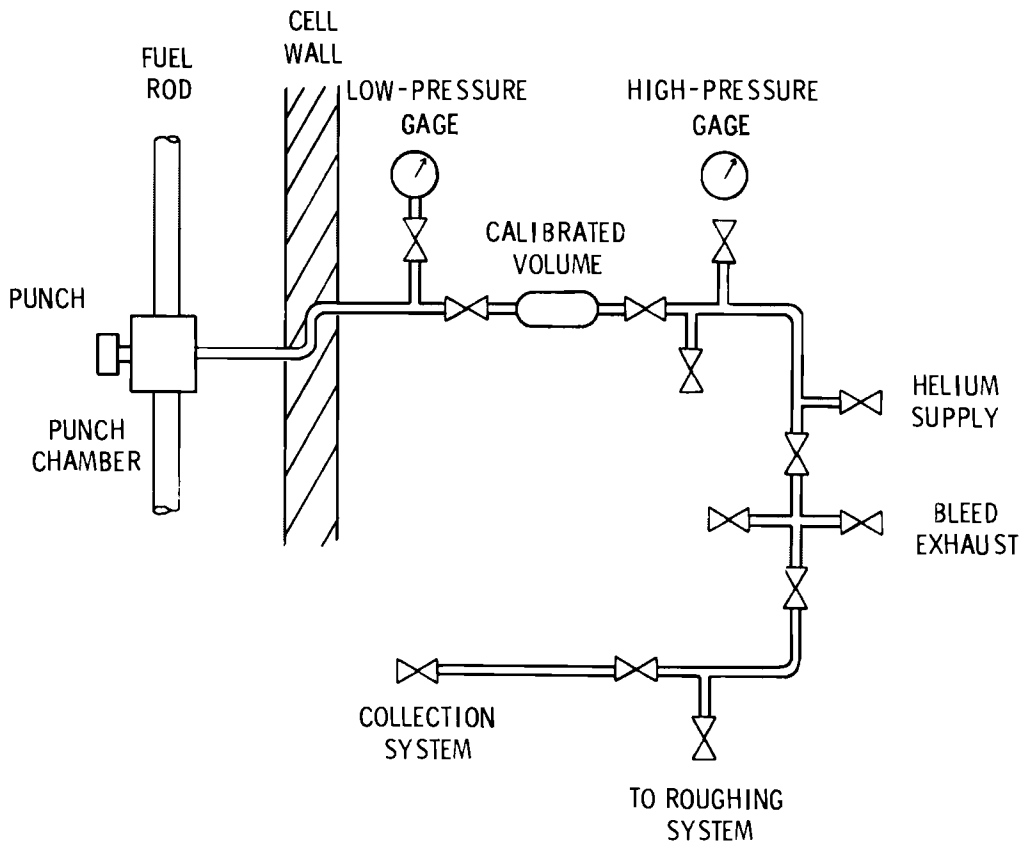 CELL
WALL
FUEL
ROD
LOW-PRESSURE
GAGE
HIGH-PRESSURE
GAGE
CALIBRATED
VOLUME
PUNCH
PUNCH
CHAMBER
HELIUM
SUPPLY
BLEED
EXHAUST
COLLECTION
SYSTEM
TO ROUGHING
SYSTEM